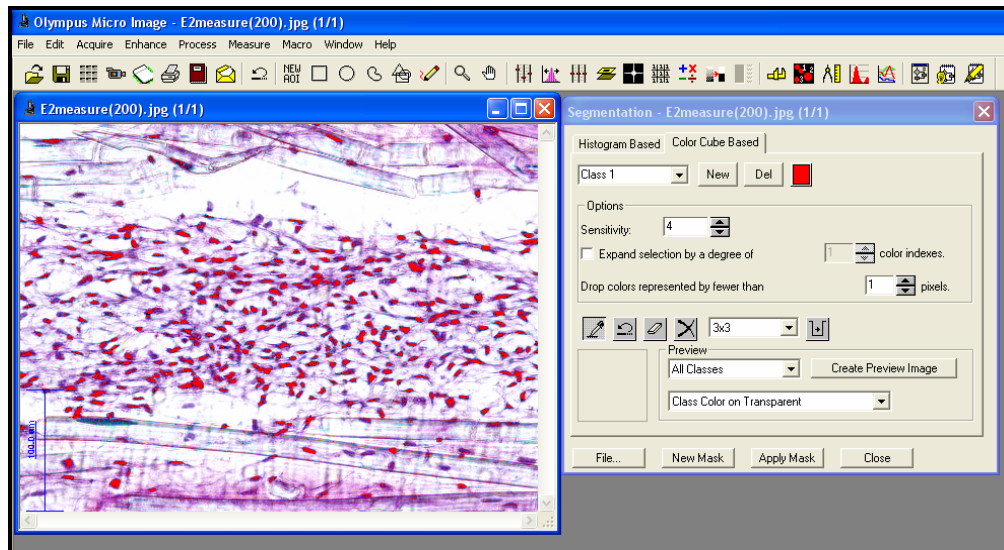 Olympus Micro Image - E2measure(200).jpg (1/1)
File Edit Acquire Enhance Process Measure Macro Window Help
NEW AOI
E2measure(200).jpg (1/1)
100.0
Segmentation - E2measure(200).jpg (1/1)
Histogram Based Color Cube Based
Class 1 New Del
Options
Sensitivity: 4
Expand selection by a degree of 1 color indexes.
Drop colors represented by fewer than 1 pixels.
3x3
Preview
All Classes Create Preview Image
Class Color on Transparent
File... New Mask Apply Mask Close